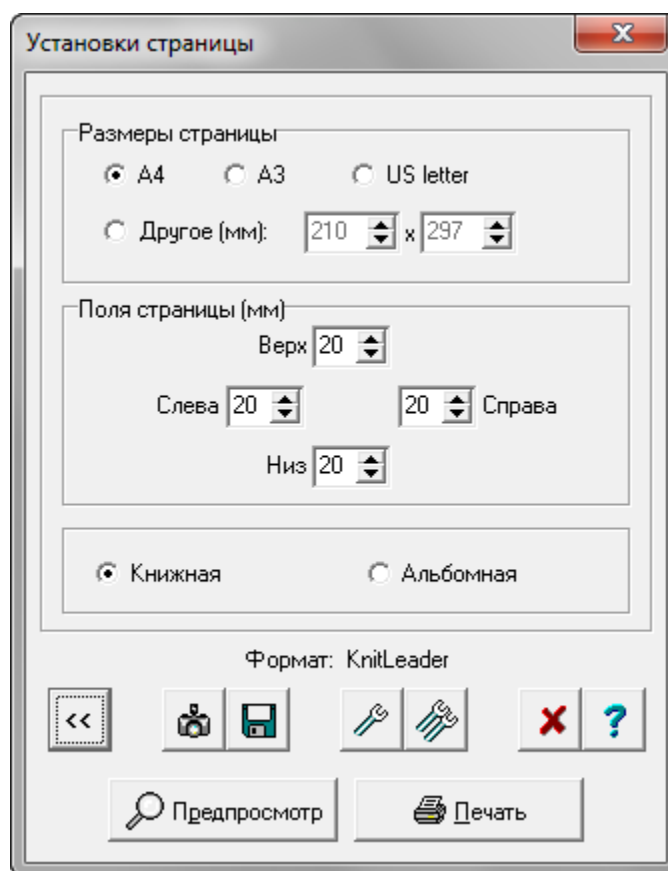 Установки страницы
Размеры страницы
A4 A3 US letter
Другое (мм): 210 x 297
Поля страницы (мм)
Верх 20
Слева 20 20 Справа
Низ 20
Книжная Альбомная
Формат: KnitLeader
<< ?
Предпросмотр Печать